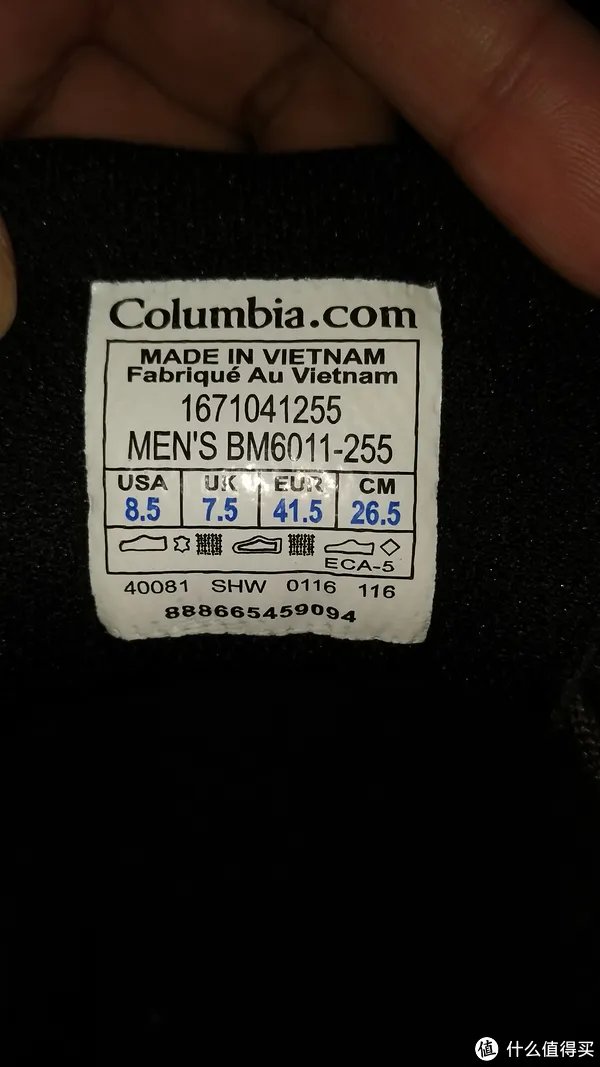 Columbia.com
MADE IN VIETNAM
Fabriqué Au Vietnam
1671041255
MEN'S BM6011-255
USA UK EUR CM
8.5 7.5 41.5 26.5
ECA-5
40081 SHW 0116 116
888665459094
值 什么值得买